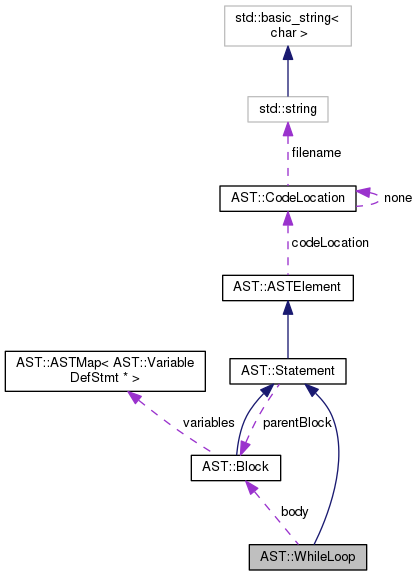 std::basic_string<
char >
std::string
filename
AST::CodeLocation
none
codeLocation
AST::ASTElement
AST::ASTMap< AST::Variable
DefStmt * >
AST::Statement
variables
parentBlock
AST::Block
body
AST::WhileLoop